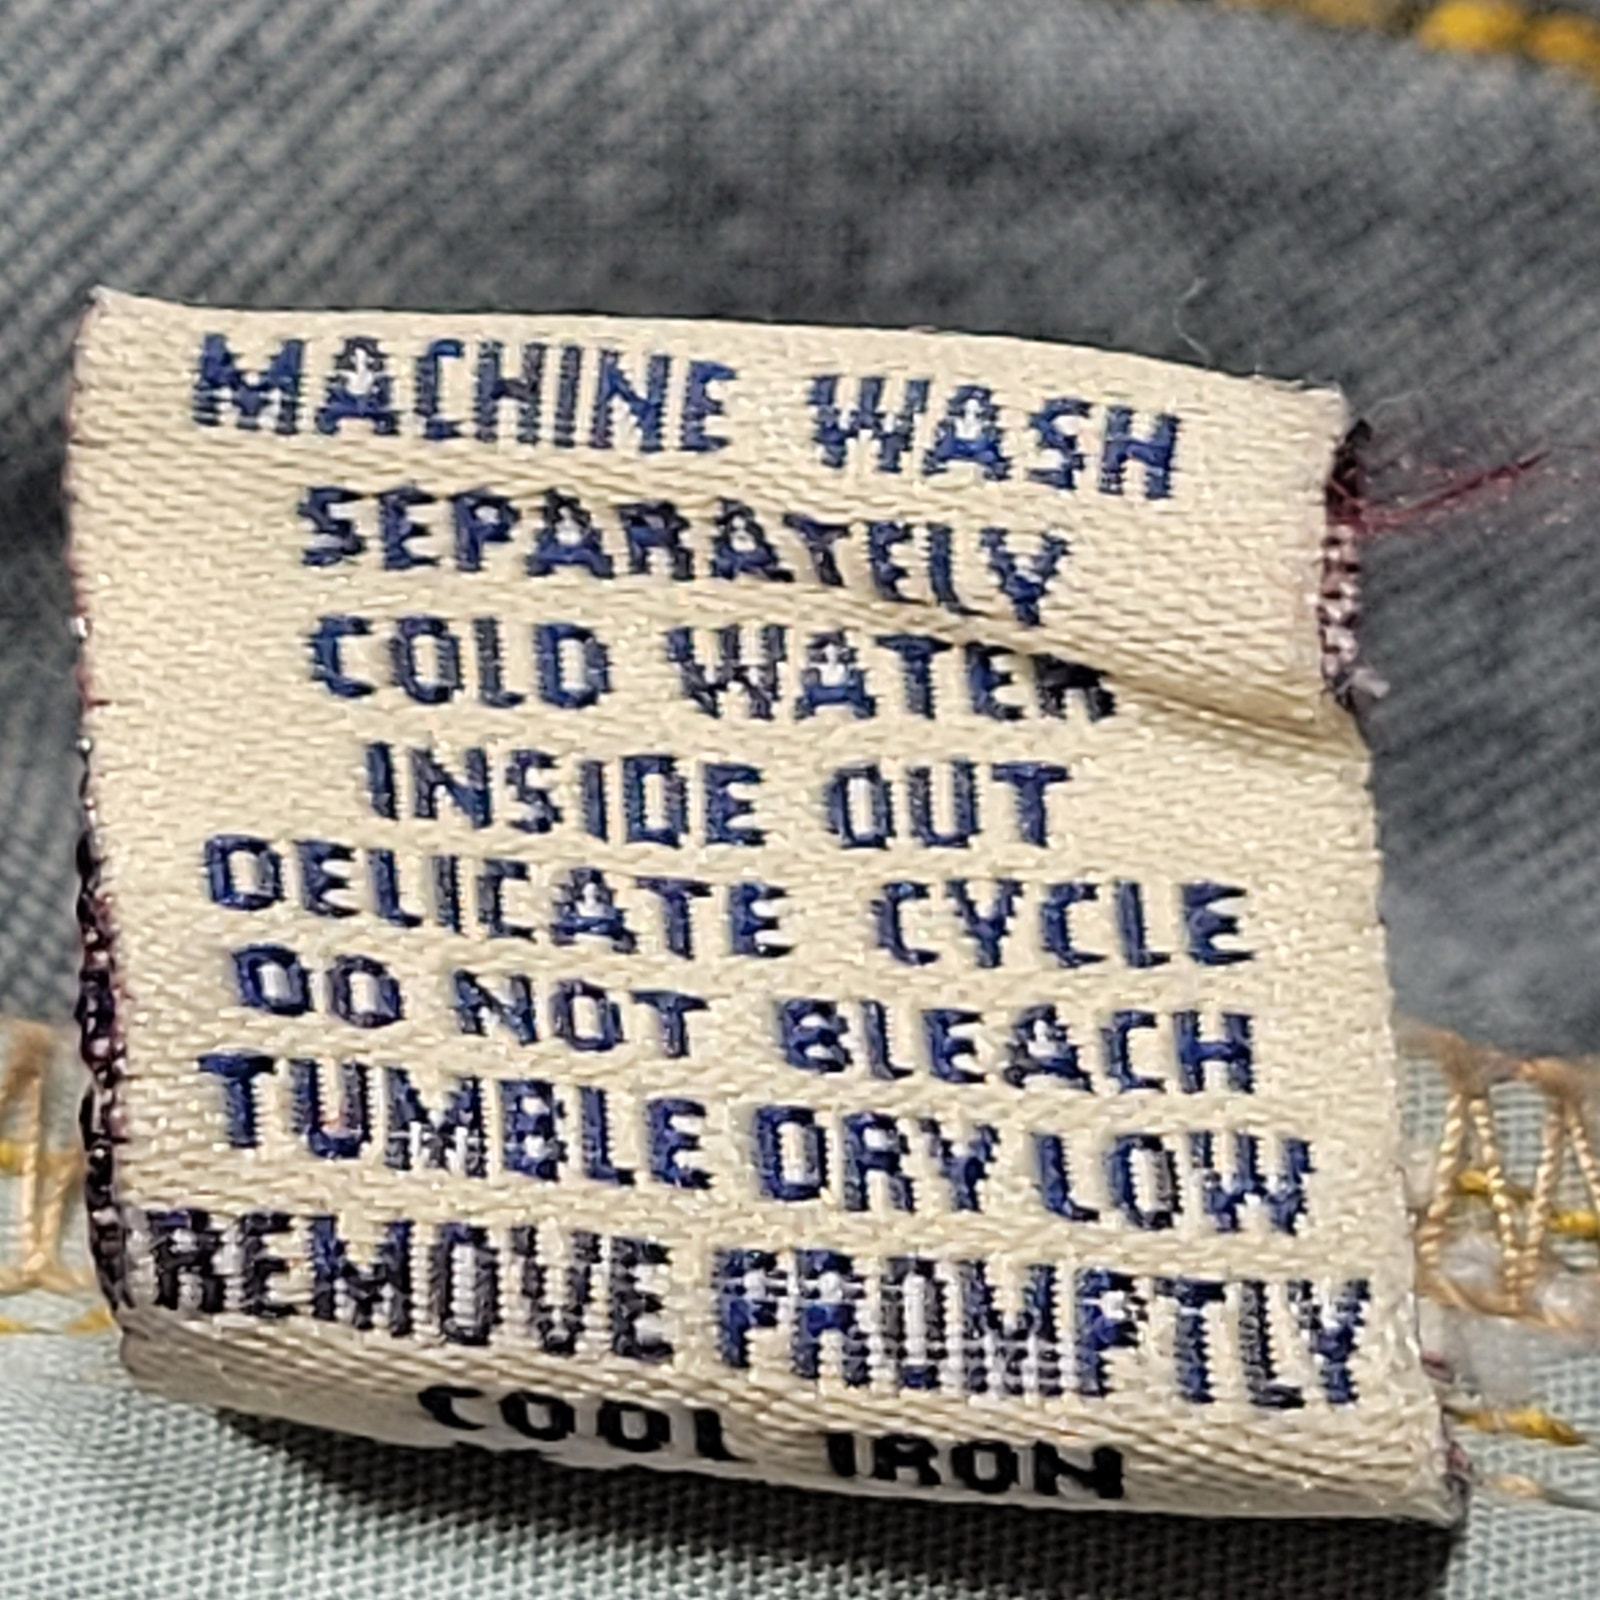 MACHINE WASH
SEPARATELY
COLD WATER
INSIDE OUT
DELICATE CYCLE
DO NOT BLEACH
TUMBLE DRY LOW
REMOVE PROMPTLY
COOL IRON